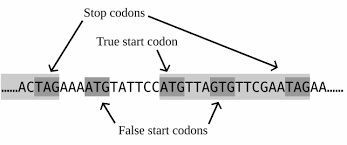 Stop codons
True start codon
......ACTAGAAAATGTATTCCATGTTAGTGTTCGAATAGAA......
False start codons